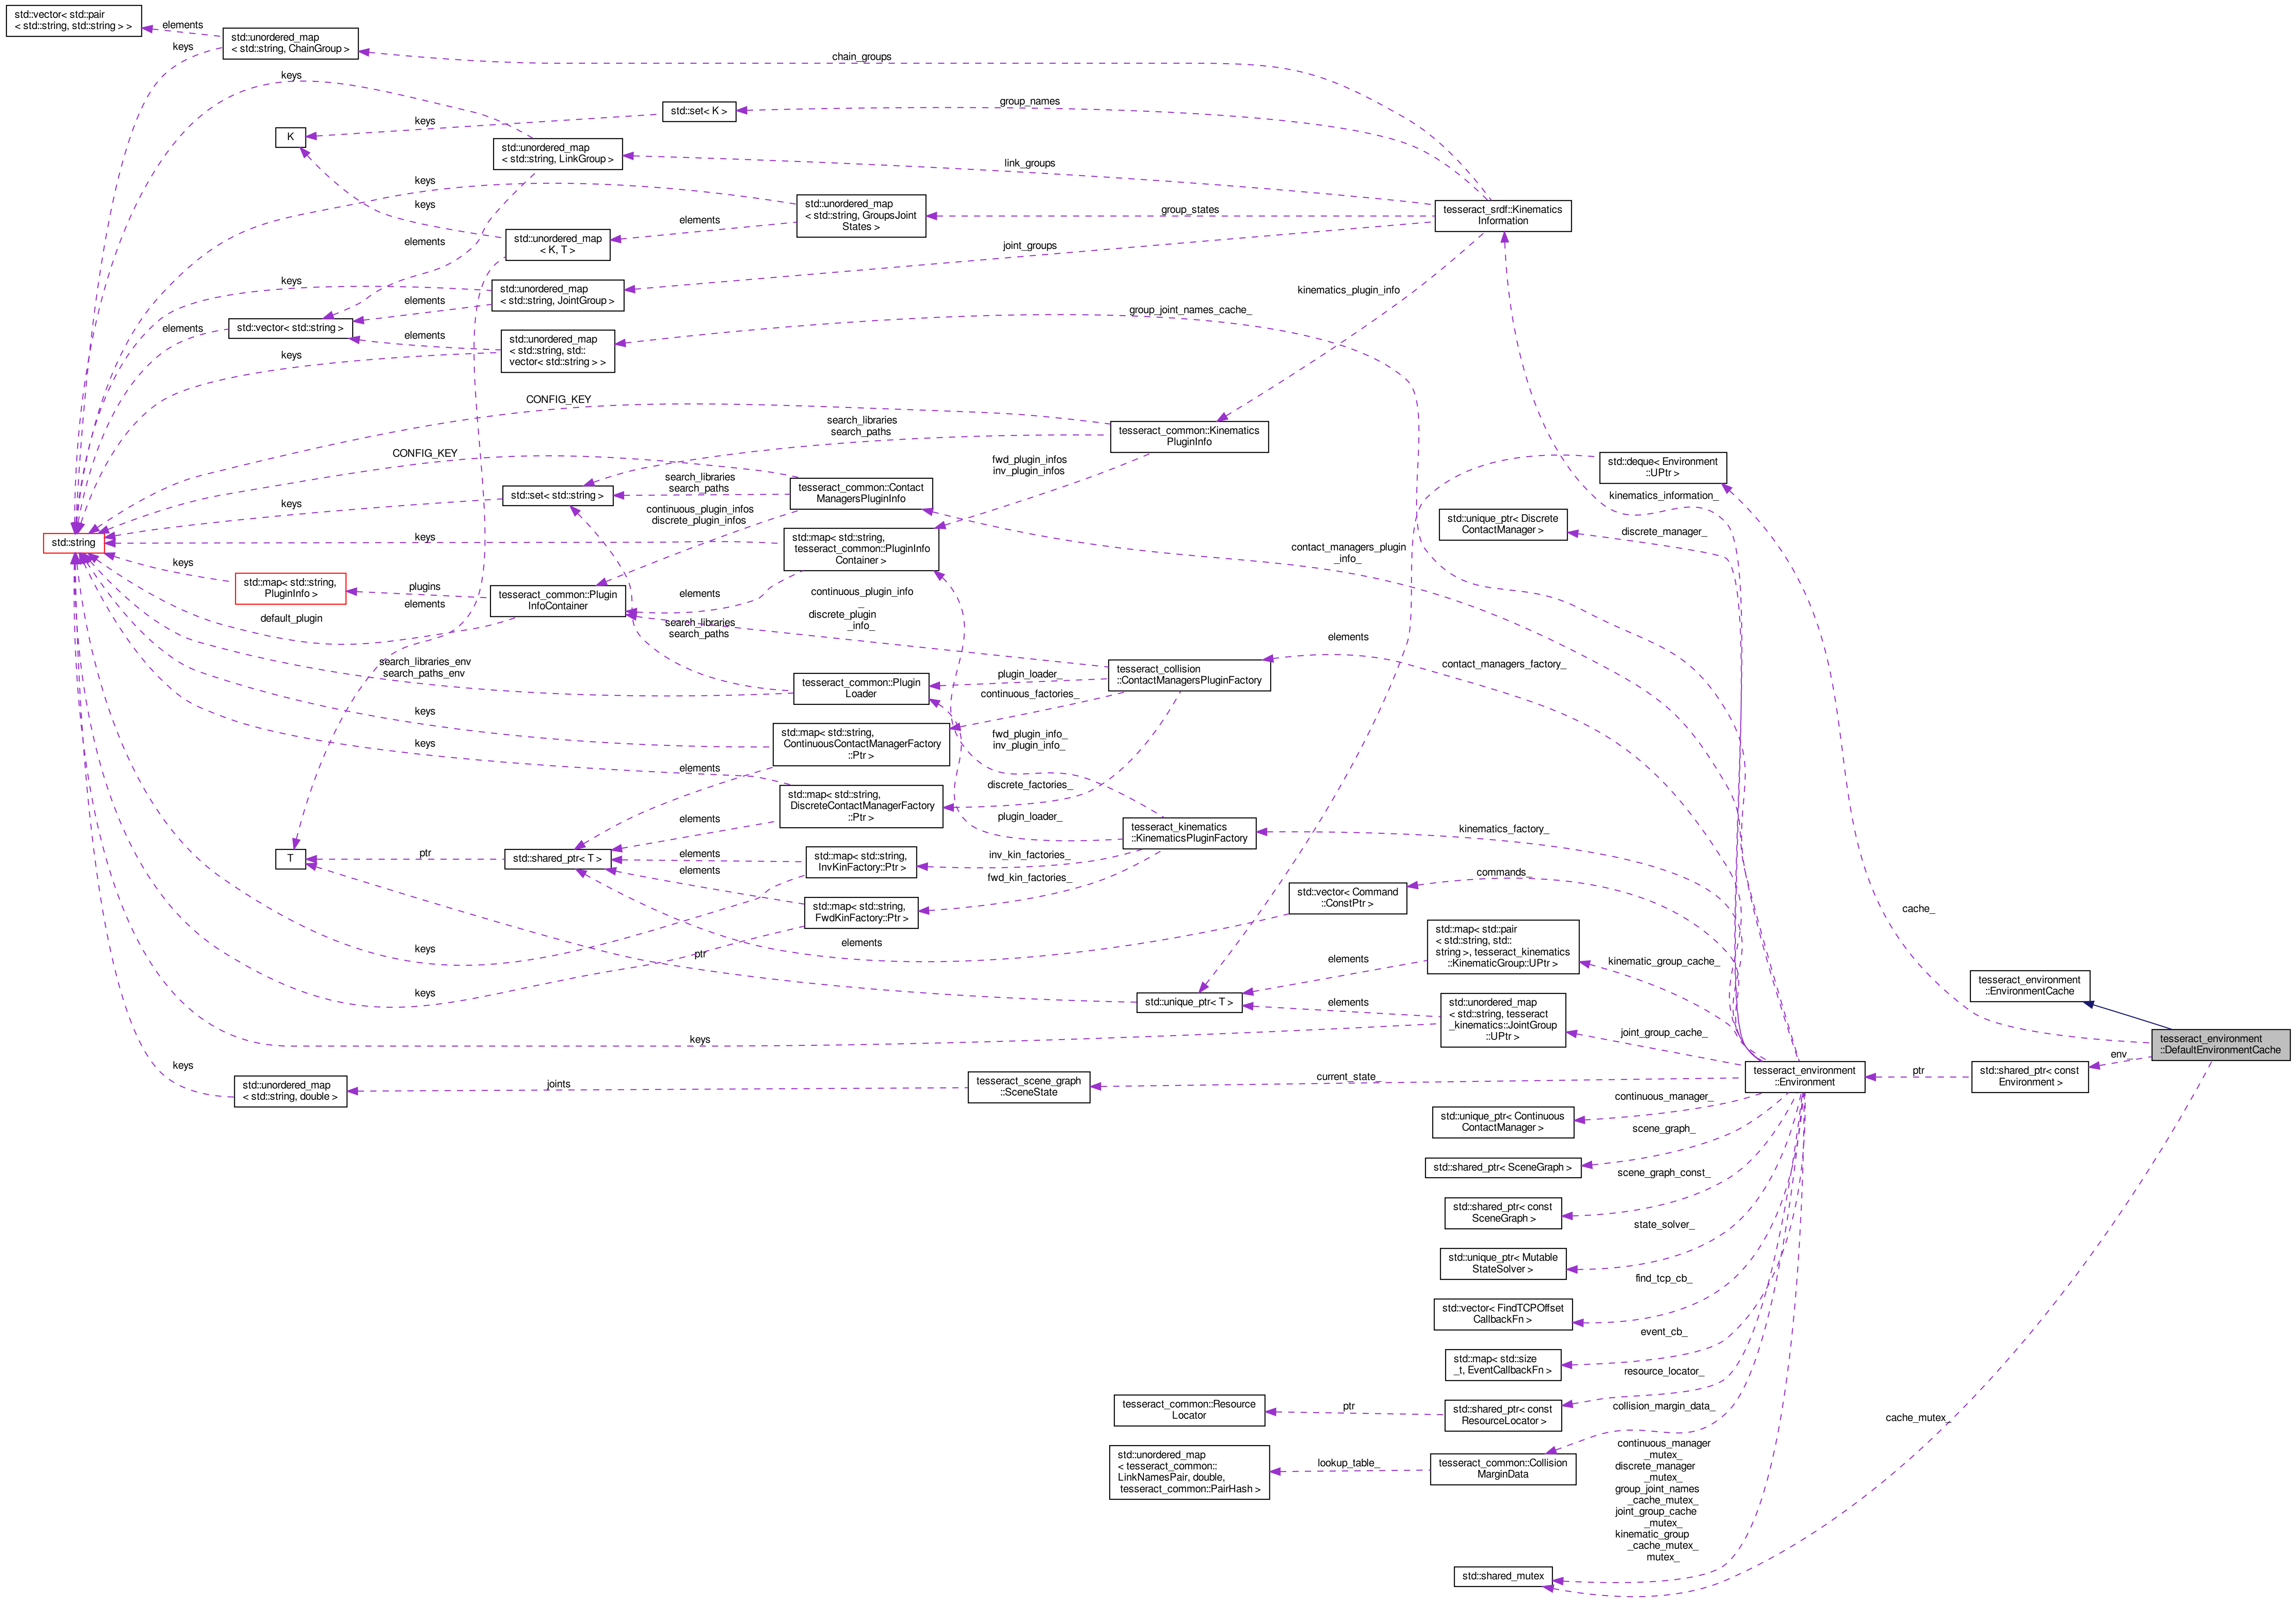 std::vector< std::pair
< std::string, std::string > >
elements
std::unordered_map
< std::string, ChainGroup >
keys
chain_groups
keys
group_names
std::set< K >
keys
K
std::unordered_map
< std::string, LinkGroup >
link_groups
keys
std::unordered_map
< std::string, GroupsJoint
States >
group_states
tesseract_srdf::Kinematics
Information
keys
elements
std::unordered_map
< K, T >
elements
joint_groups
keys
std::unordered_map
< std::string, JointGroup >
kinematics_plugin_info
elements
group_joint_names_cache_
elements
std::vector< std::string >
elements
std::unordered_map
< std::string, std::
vector< std::string > >
keys
CONFIG_KEY
search_libraries
search_paths
tesseract_common::Kinematics
PluginInfo
CONFIG_KEY
fwd_plugin_infos
inv_plugin_infos
std::deque< Environment
::UPtr >
search_libraries
search_paths
tesseract_common::Contact
ManagersPluginInfo
std::set< std::string >
kinematics_information_
keys
continuous_plugin_infos
discrete_plugin_infos
std::unique_ptr< Discrete
ContactManager >
discrete_manager_
std::string
keys
std::map< std::string,
tesseract_common::PluginInfo
Container >
contact_managers_plugin
_info_
keys
std::map< std::string,
PluginInfo >
plugins
tesseract_common::Plugin
InfoContainer
elements
continuous_plugin_info
_
discrete_plugin
_info_
elements
default_plugin
search_libraries
search_paths
elements
search_libraries_env
search_paths_env
tesseract_common::Plugin
Loader
plugin_loader_
tesseract_collision
::ContactManagersPluginFactory
contact_managers_factory_
continuous_factories_
keys
std::map< std::string,
ContinuousContactManagerFactory
::Ptr >
fwd_plugin_info_
inv_plugin_info_
keys
elements
discrete_factories_
std::map< std::string,
DiscreteContactManagerFactory
::Ptr >
elements
plugin_loader_
tesseract_kinematics
::KinematicsPluginFactory
kinematics_factory_
T
ptr
std::shared_ptr< T >
elements
std::map< std::string,
InvKinFactory::Ptr >
inv_kin_factories_
elements
fwd_kin_factories_
commands_
std::vector< Command
::ConstPtr >
std::map< std::string,
FwdKinFactory::Ptr >
cache_
keys
ptr
elements
std::map< std::pair
< std::string, std::
string >, tesseract_kinematics
::KinematicGroup::UPtr >
elements
kinematic_group_cache_
keys
std::unique_ptr< T >
elements
std::unordered_map
< std::string, tesseract
_kinematics::JointGroup
::UPtr >
joint_group_cache_
tesseract_environment
::EnvironmentCache
keys
tesseract_environment
::DefaultEnvironmentCache
env_
keys
std::unordered_map
< std::string, double >
joints
tesseract_scene_graph
::SceneState
current_state_
tesseract_environment
::Environment
ptr
std::shared_ptr< const
Environment >
continuous_manager_
std::unique_ptr< Continuous
ContactManager >
scene_graph_
std::shared_ptr< SceneGraph >
scene_graph_const_
std::shared_ptr< const
SceneGraph >
state_solver_
std::unique_ptr< Mutable
StateSolver >
find_tcp_cb_
std::vector< FindTCPOffset
CallbackFn >
event_cb_
std::map< std::size
_t, EventCallbackFn >
resource_locator_
tesseract_common::Resource
Locator
ptr
std::shared_ptr< const
ResourceLocator >
collision_margin_data_
cache_mutex_
std::unordered_map
< tesseract_common::
LinkNamesPair, double,
tesseract_common::PairHash >
lookup_table_
tesseract_common::Collision
MarginData
continuous_manager
_mutex_
discrete_manager
_mutex_
group_joint_names
_cache_mutex_
joint_group_cache
_mutex_
kinematic_group
_cache_mutex_
mutex_
std::shared_mutex